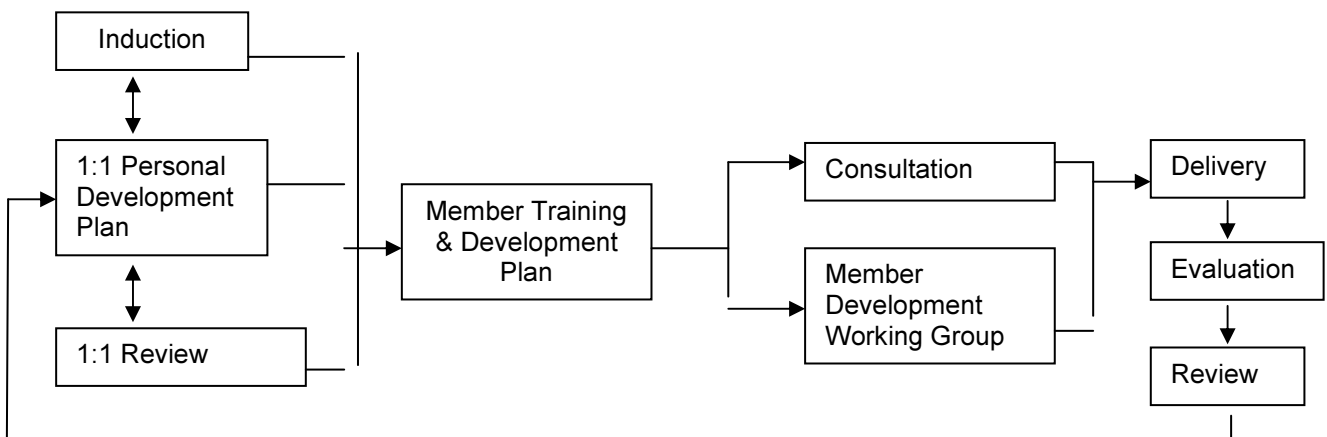 Induction
1:1 Personal
Development
Plan
1:1 Review
Member Training
& Development
Plan
Consultation
Member
Development
Working Group
Delivery
Evaluation
Review